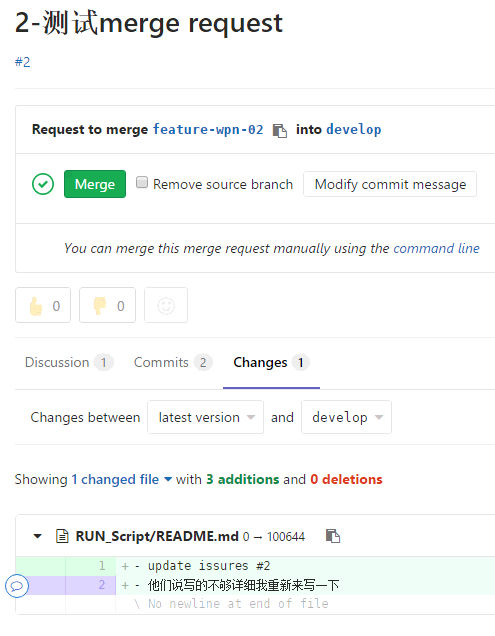 2-测试merge request
#2
Request to merge feature-wpn-02 into develop
Merge Remove source branch Modify commit message
You can merge this merge request manually using the command line
0 0
Discussion 1 Commits 2 Changes 1
Changes between latest version and develop
Showing 1 changed file with 3 additions and 0 deletions
RUN_Script/README.md 0 → 100644
1 + - update issures #2
2 + - 他们说写的不够详细我重新来写一下
\ No newline at end of file